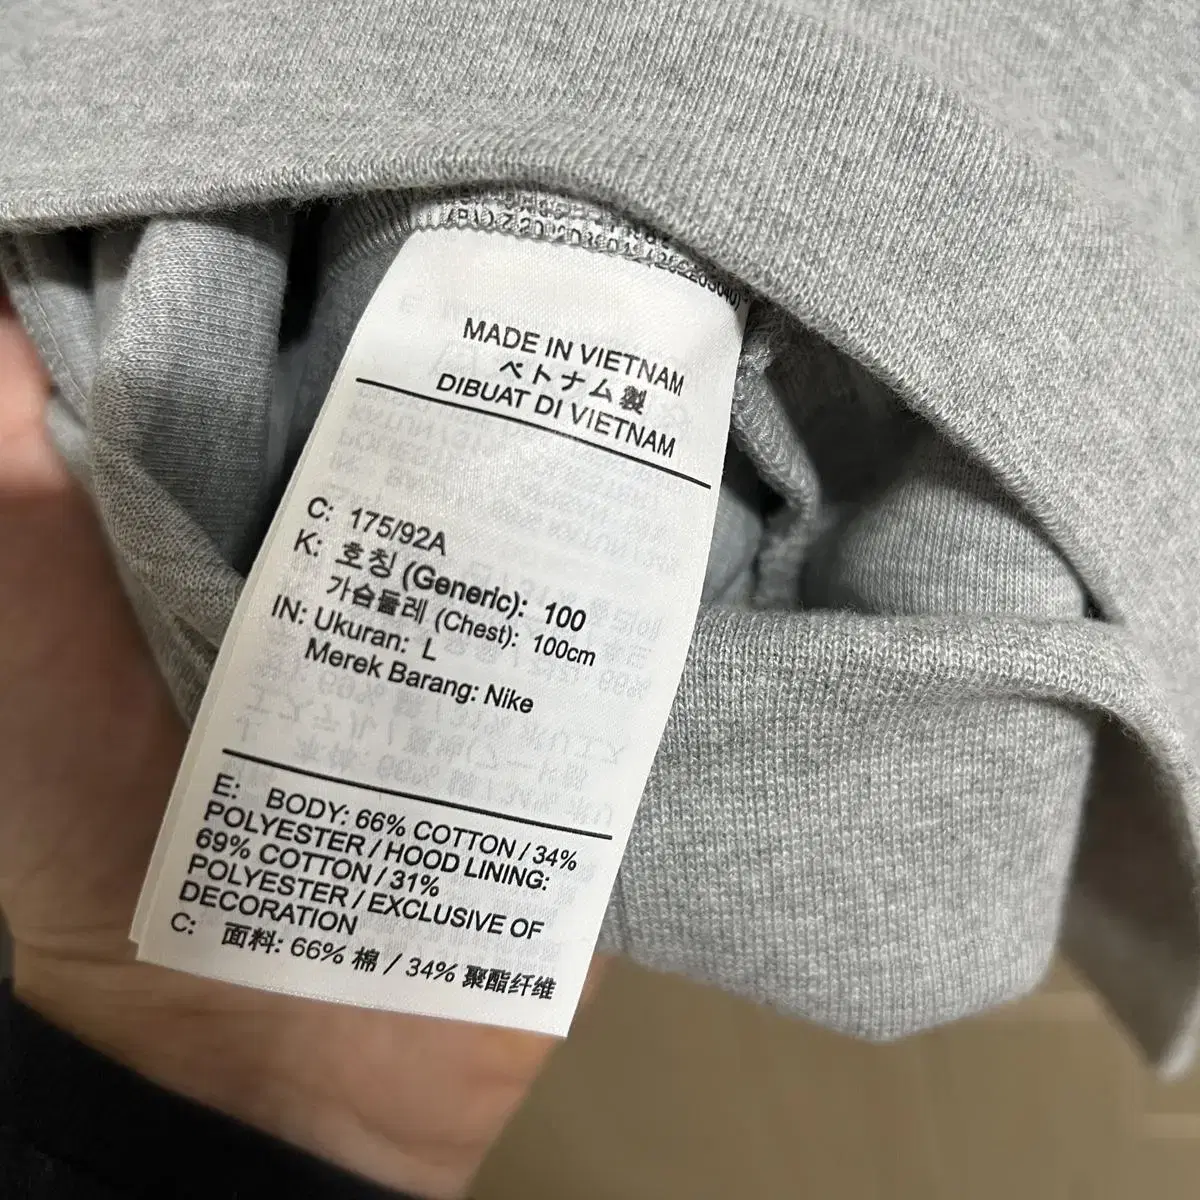 MADE IN VIETNAM
ベトナム製
DIBUAT DI VIETNAM
C: 175/92A
K: 호칭 (Generic): 100
가슴둘레 (Chest): 100cm
IN: Ukuran: L
Merek Barang: Nike
E: BODY: 66% COTTON / 34%
POLYESTER / HOOD LINING:
69% COTTON / 31%
POLYESTER / EXCLUSIVE OF
DECORATION
C: 面料: 66% 棉 / 34% 聚酯纤维